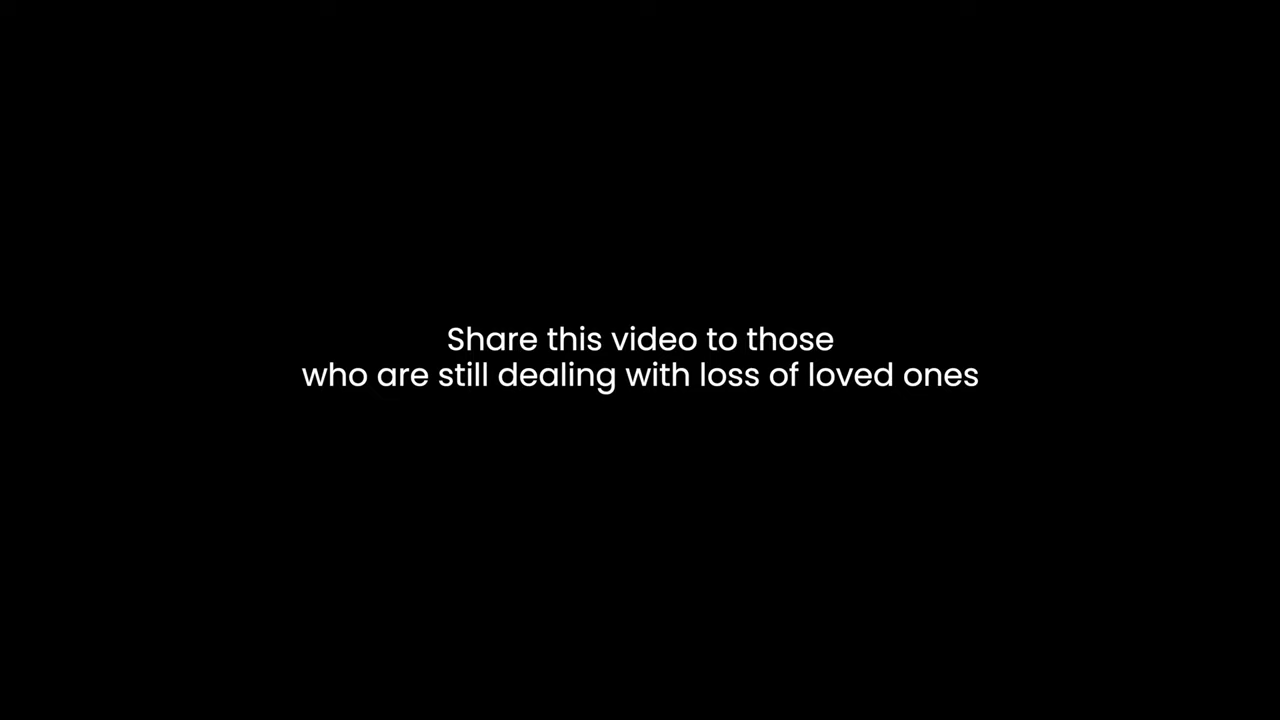 Share this video to those
who are still dealing with loss of loved ones